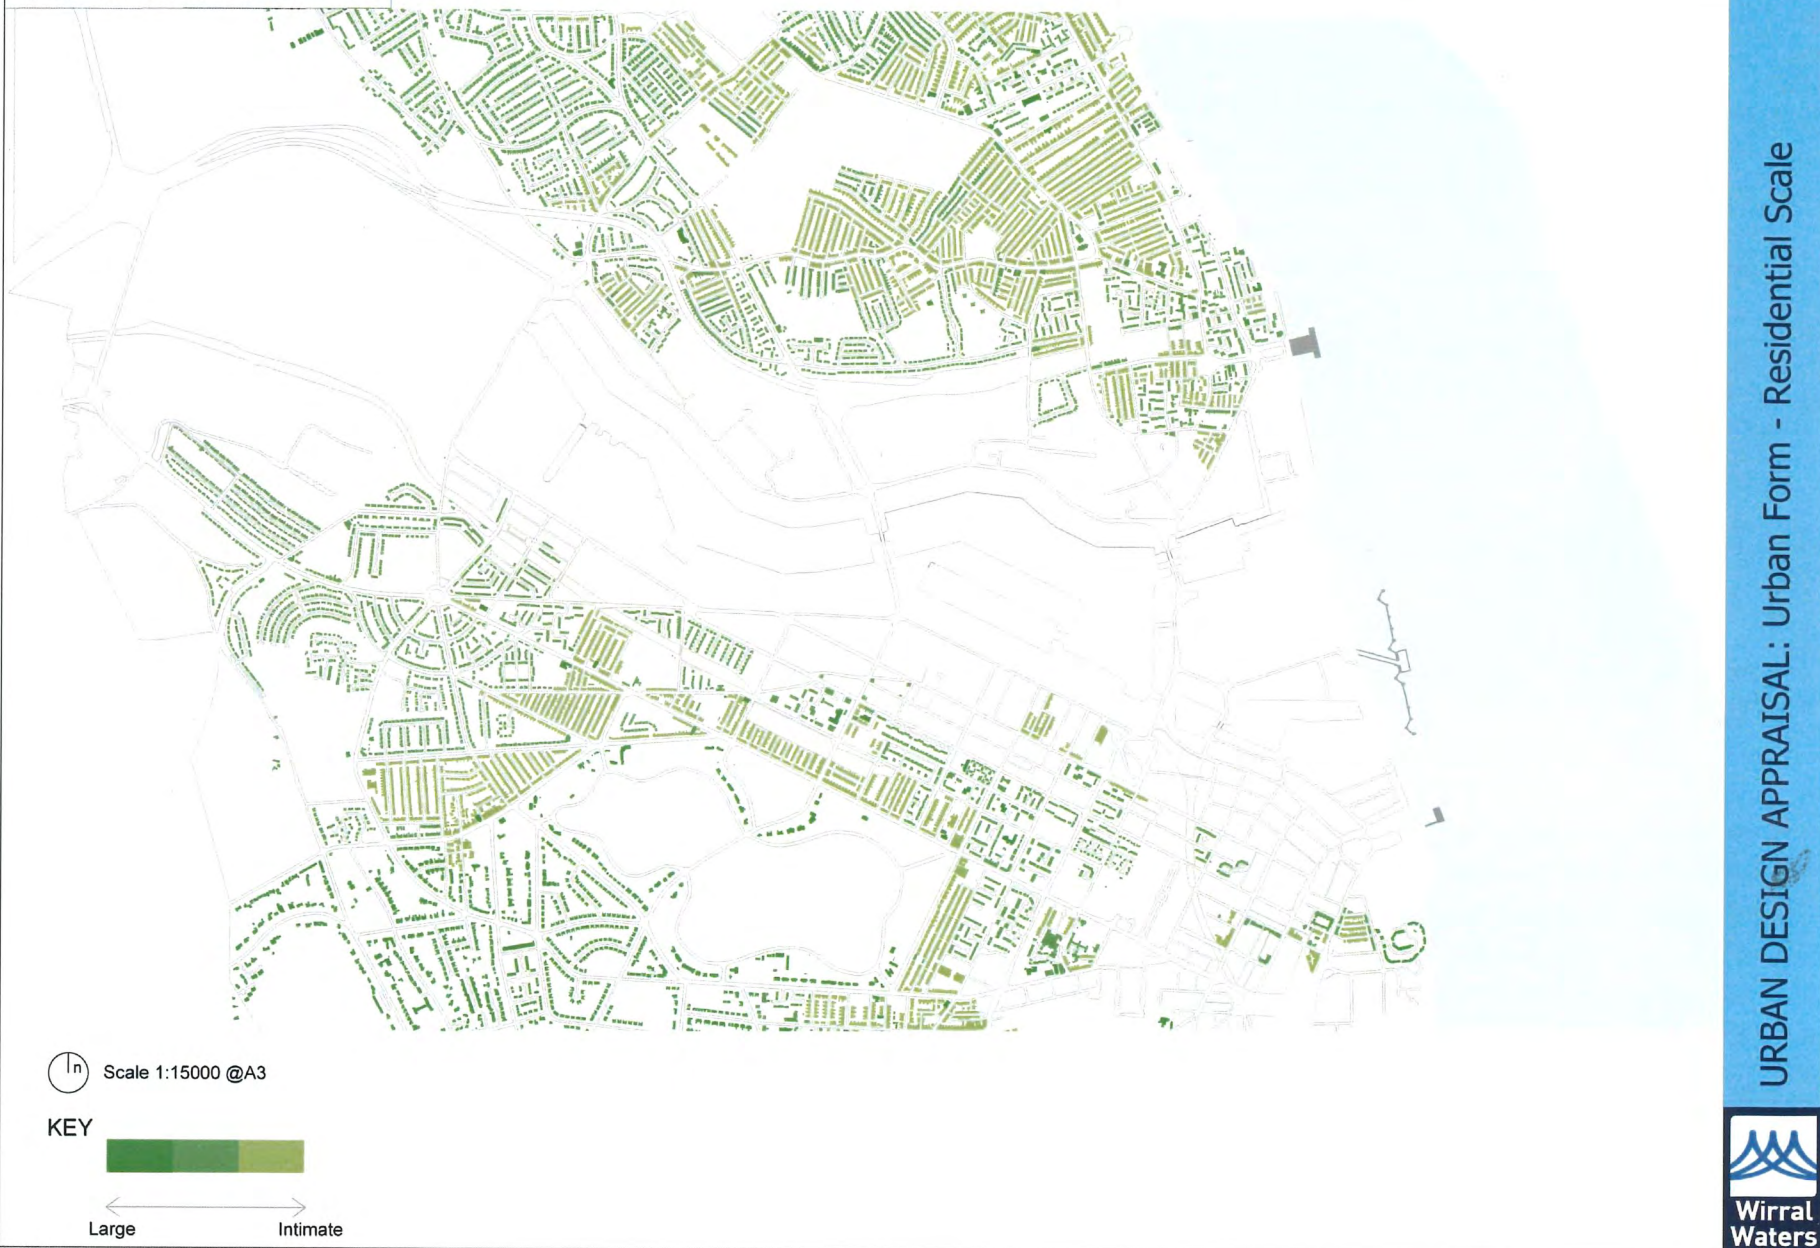 URBAN DESIGN APPRAISAL: Urban Form - Residential Scale
n
Scale 1:15000 @A3
KEY
Large
Intimate
Wirral
Waters